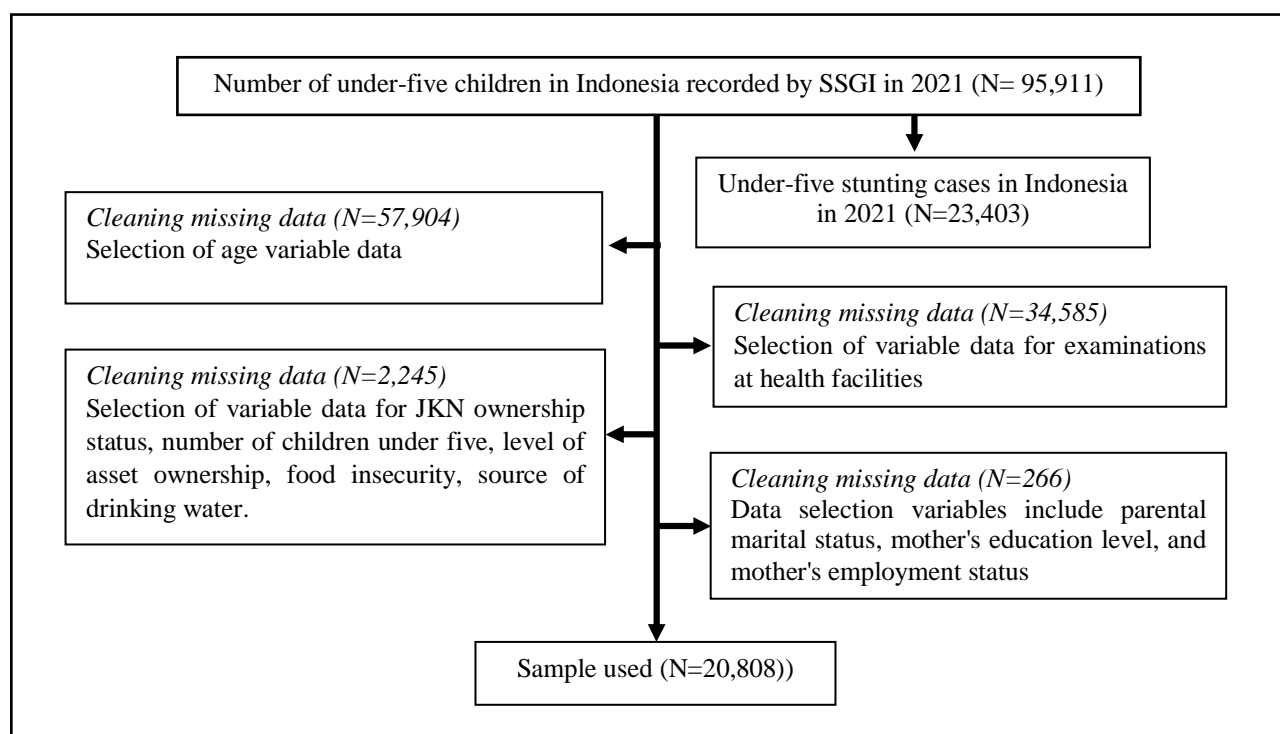 Number of under-five children in Indonesia recorded by SSGI in 2021 (N= 95,911)
Under-five stunting cases in Indonesia
in 2021 (N=23,403)
Cleaning missing data (N=57,904)
Selection of age variable data
Cleaning missing data (N=34,585)
Selection of variable data for examinations
at health facilities
Cleaning missing data (N=2,245)
Selection of variable data for JKN ownership
status, number of children under five, level of
asset ownership, food insecurity, source of
drinking water.
Cleaning missing data (N=266)
Data selection variables include parental
marital status, mother's education level, and
mother's employment status
Sample used (N=20,808))